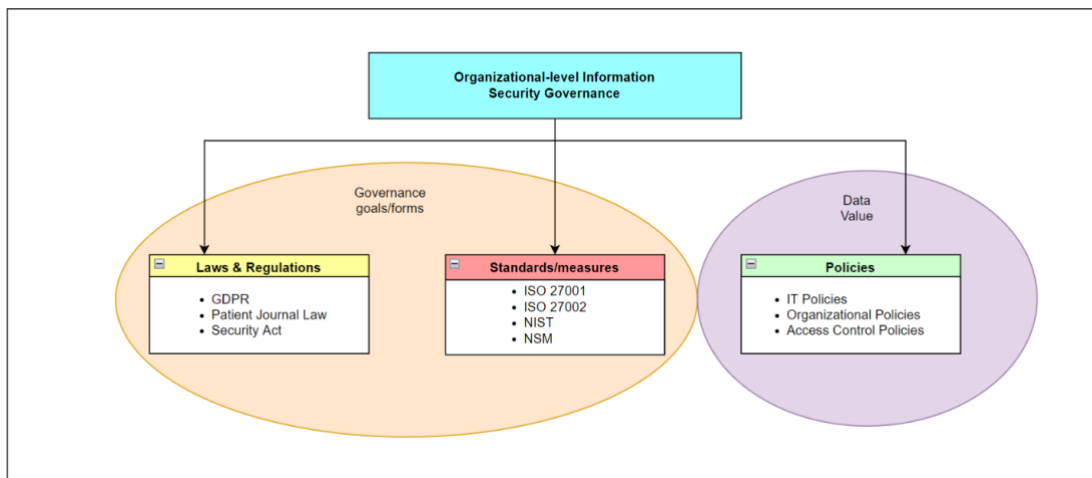 Organizational-level Information
Security Governance
Governance
goals/forms
Data
Value
Laws & Regulations
• GDPR
• Patient Journal Law
• Security Act
Standards/measures
• ISO 27001
• ISO 27002
• NIST
• NSM
Policies
• IT Policies
• Organizational Policies
• Access Control Policies